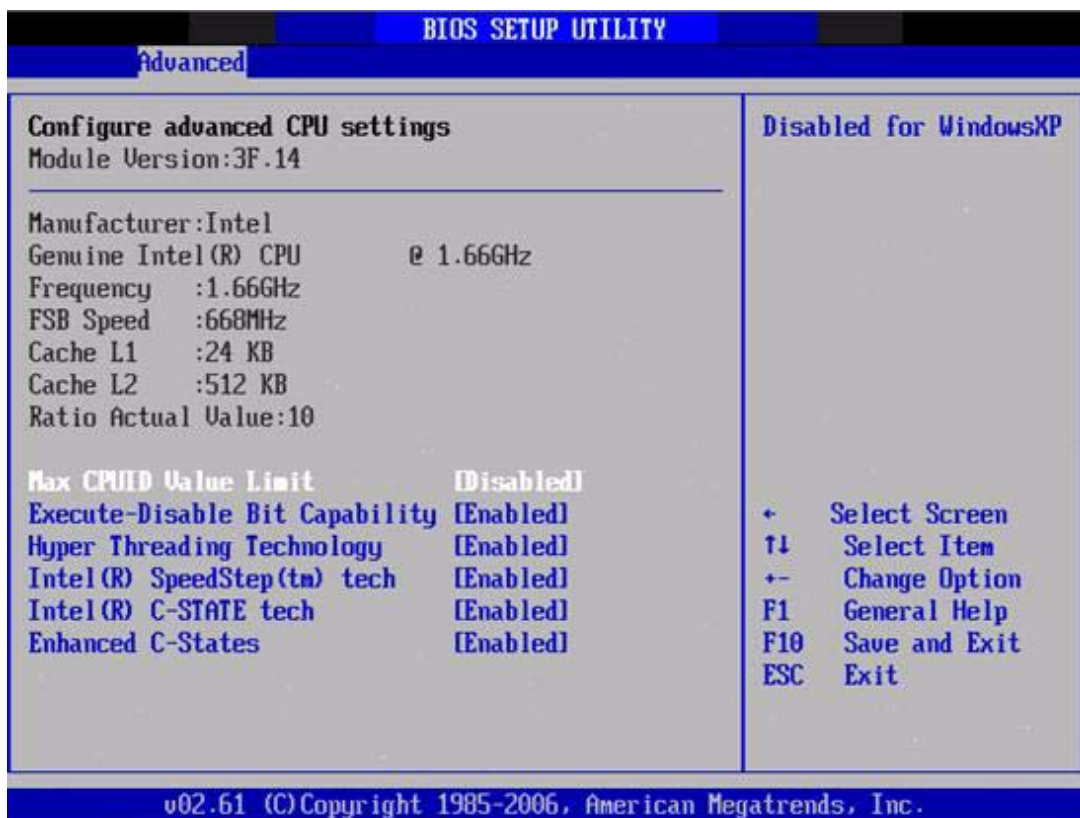 BIOS SETUP UTILITY
Advanced
Configure advanced CPU settings
Module Version:3F.14
Manufacturer:Intel
Genuine Intel(R) CPU @ 1.66GHz
Frequency :1.66GHz
FSB Speed :668MHz
Cache L1 :24 KB
Cache L2 :512 KB
Ratio Actual Value:10
Max CPUID Value Limit [Disabled]
Execute-Disable Bit Capability [Enabled]
Hyper Threading Technology [Enabled]
Intel(R) SpeedStep(tm) tech [Enabled]
Intel(R) C-STATE tech [Enabled]
Enhanced C-States [Enabled]
Disabled for WindowsXP
← Select Screen
↑↓ Select Item
+- Change Option
F1 General Help
F10 Save and Exit
ESC Exit
v02.61 (C)Copyright 1985-2006, American Megatrends, Inc.